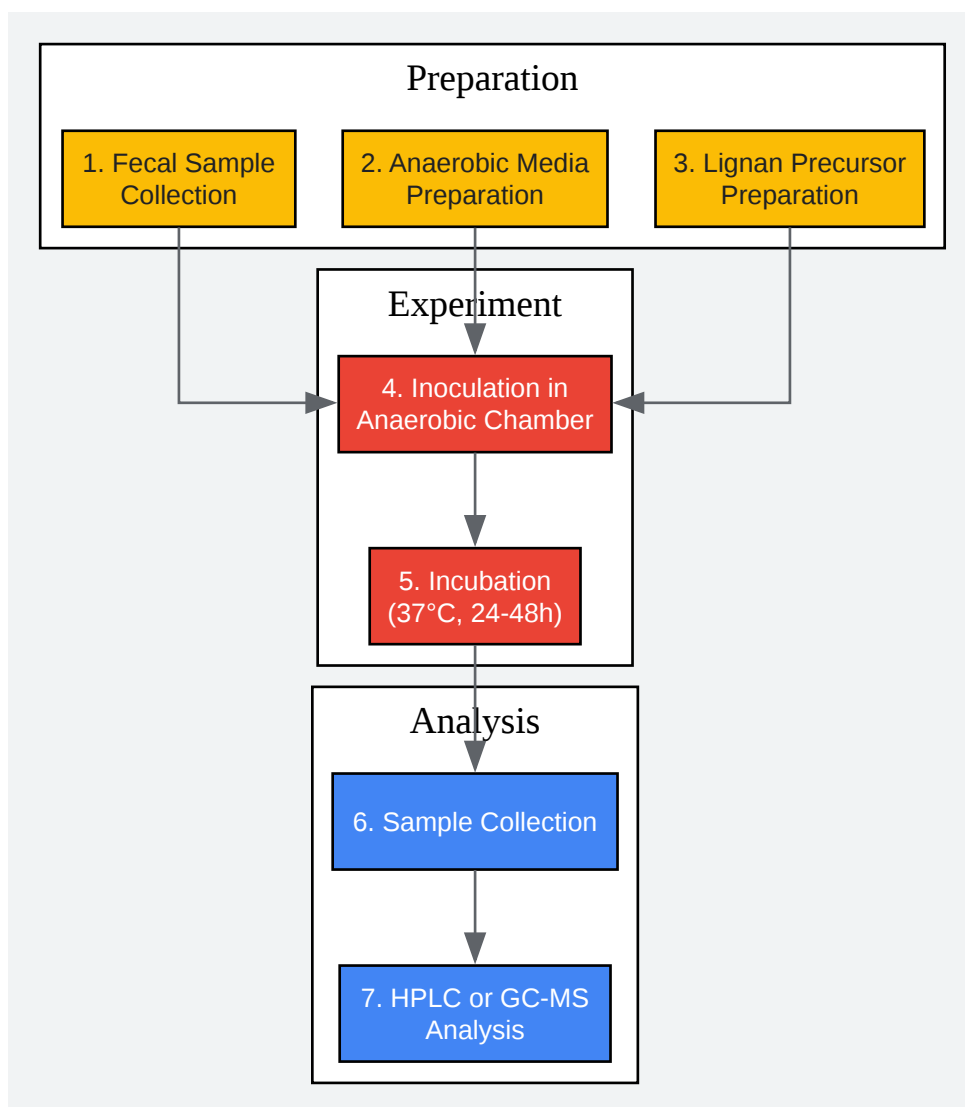 Preparation
1. Fecal Sample
Collection
2. Anaerobic Media
Preparation
3. Lignan Precursor
Preparation
Experiment
4. Inoculation in
Anaerobic Chamber
5. Incubation
(37°C, 24-48h)
Analysis
6. Sample Collection
7. HPLC or GC-MS
Analysis